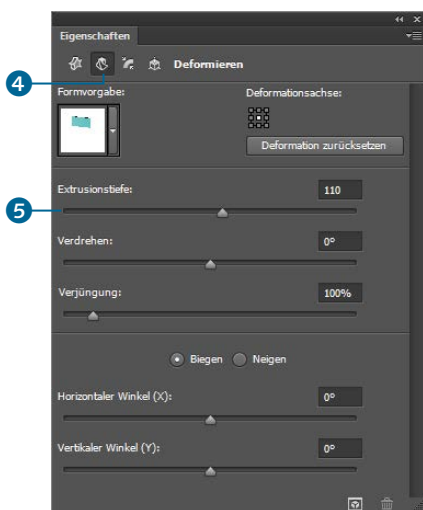 Eigenschaften
Deformieren
4
Formvorgabe: Deformationsachse:
Deformation zurücksetzen
5
Extrusionstiefe: 110
Verdrehen: 0°
Verjüngung: 100%
Biegen Neigen
Horizontaler Winkel (X): 0°
Vertikaler Winkel (Y): 0°